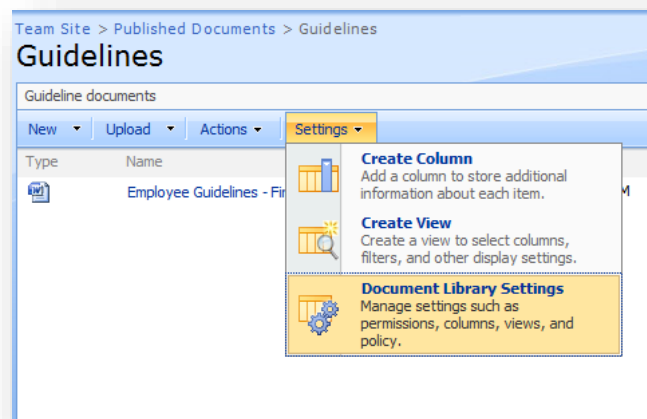 Team Site > Published Documents > Guidelines
Guidelines
Guideline documents
New Upload Actions Settings
Type Name
Employee Guidelines - Fi
Create Column
Add a column to store additional
information about each item.
Create View
Create a view to select columns,
filters, and other display settings.
Document Library Settings
Manage settings such as
permissions, columns, views, and
policy.